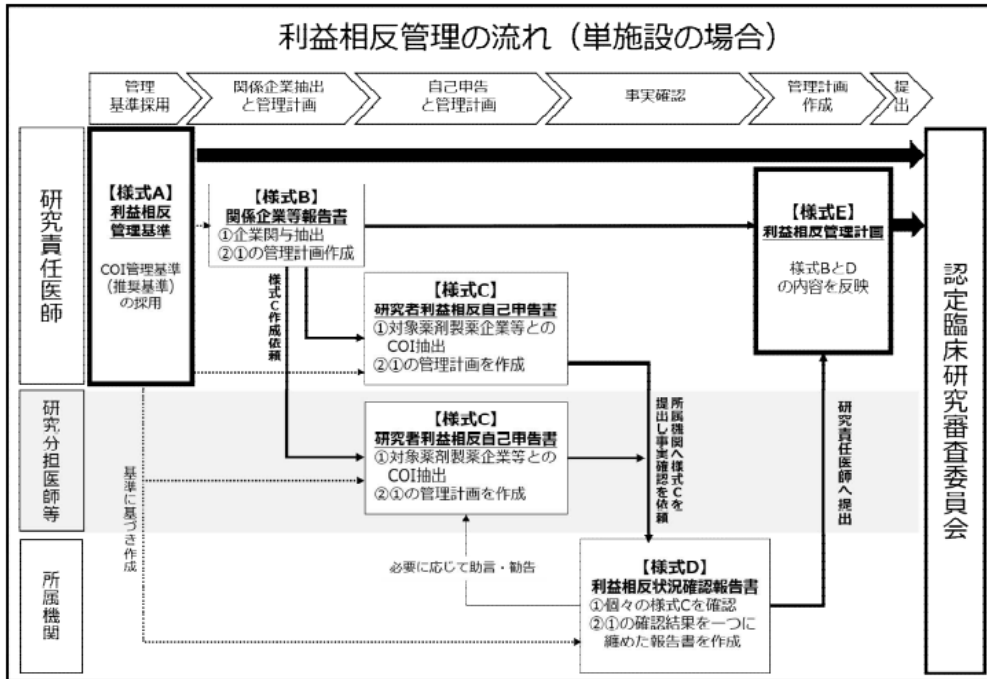 利益相反管理の流れ（単施設の場合）
管理
基準採用
関係企業抽出
と管理計画
自己申告
と管理計画
事実確認
管理計画
作成
提出
研究責任医師
【様式A】
利益相反
管理基準
COI管理基準
（推奨基準）
の採用
【様式B】
関係企業等報告書
①企業関与抽出
②①の管理計画作成
様式C作成依頼
【様式C】
研究者利益相反自己申告書
①対象薬剤製薬企業等との
COI抽出
②①の管理計画を作成
【様式E】
利益相反管理計画
様式BとD
の内容を反映
認定臨床研究審査委員会
研究分担医師等
【様式C】
研究者利益相反自己申告書
①対象薬剤製薬企業等との
COI抽出
②①の管理計画を作成
所属機関へ様式Cを
提出し事実確認を依頼
研究責任医師へ提出
基準に基づき作成
所属機関
必要に応じて助言・勧告
【様式D】
利益相反状況確認報告書
①個々の様式Cを確認
②①の確認結果を一つに
纏めた報告書を作成